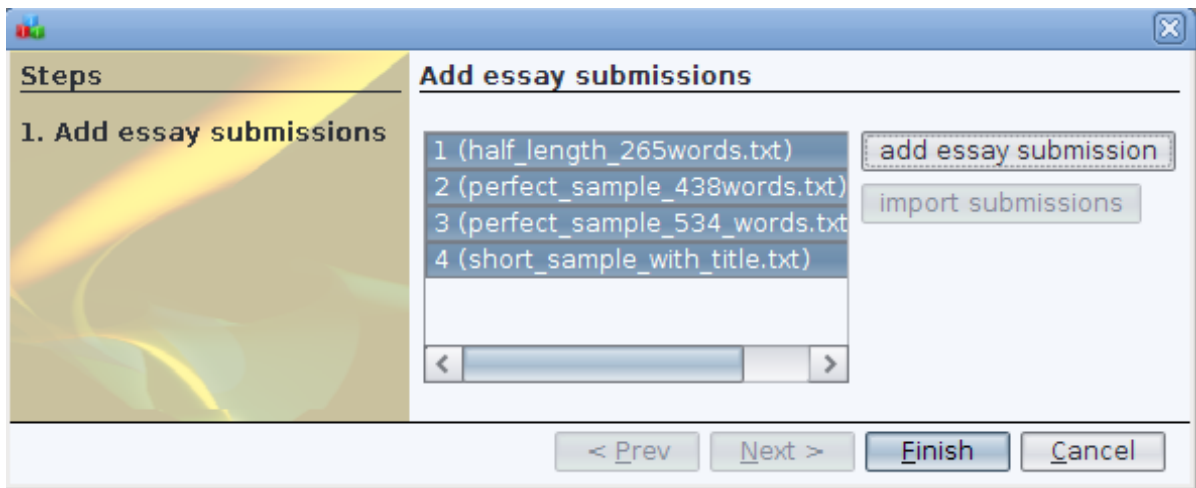 Steps
1. Add essay submissions
Add essay submissions
1 (half_length_265words.txt)
2 (perfect_sample_438words.txt)
3 (perfect_sample_534_words.txt
4 (short_sample_with_title.txt)
add essay submission
import submissions
< Prev
Next >
Finish
Cancel